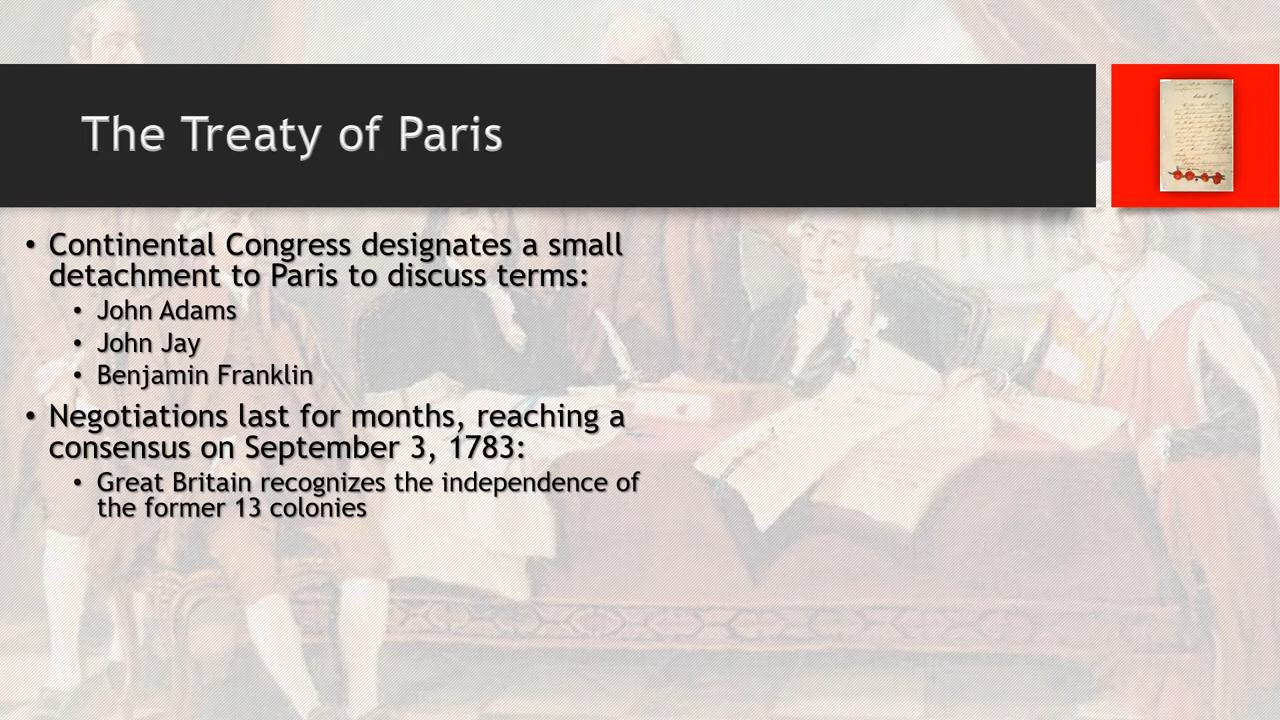 The Treaty of Paris
• Continental Congress designates a small
detachment to Paris to discuss terms:
• John Adams
• John Jay
• Benjamin Franklin
• Negotiations last for months, reaching a
consensus on September 3, 1783:
• Great Britain recognizes the independence of
the former 13 colonies